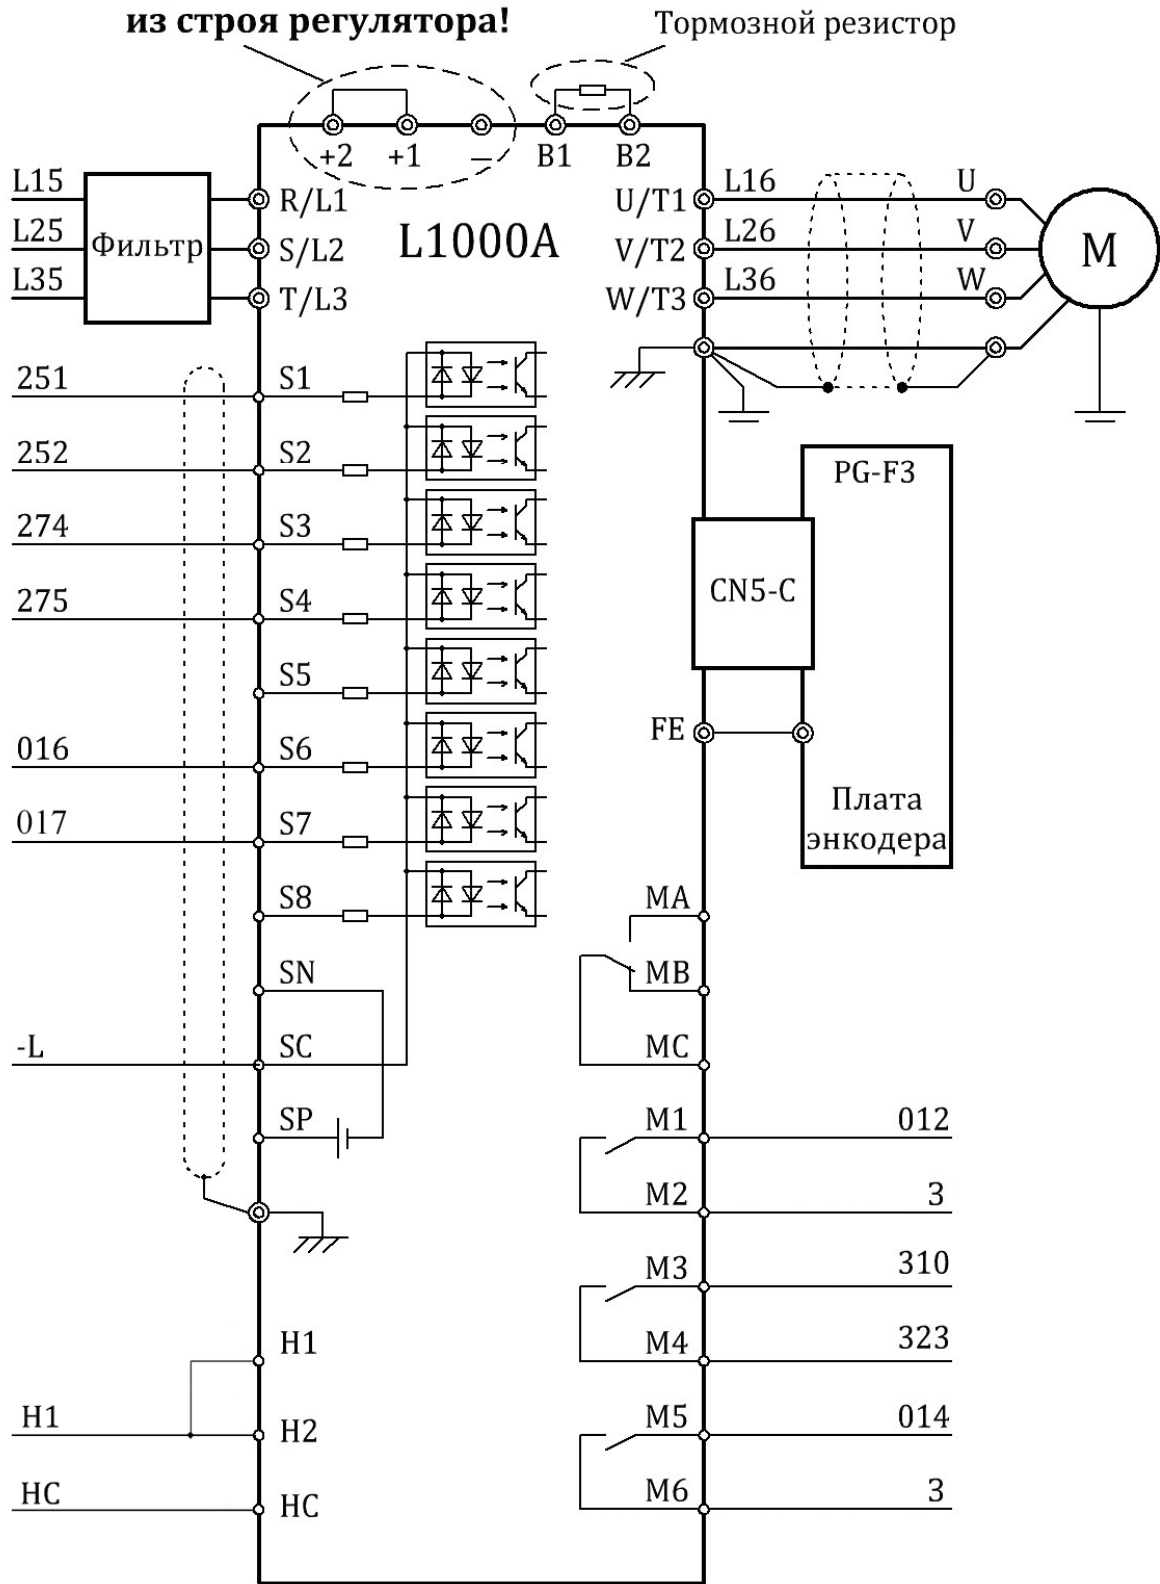 из строя регулятора!
Тормозной резистор
+2
+1
—
B1
B2
L15
L25
L35
Фильтр
R/L1
S/L2
T/L3
L1000A
U/T1
V/T2
W/T3
L16
L26
L36
U
V
W
M
251
S1
252
S2
274
S3
275
S4
S5
016
S6
017
S7
S8
SN
-L
SC
SP
PG-F3
CN5-C
FE
Плата
энкодера
MA
MB
MC
M1
012
M2
3
M3
310
M4
323
M5
014
M6
3
H1
H1
H2
HC
HC